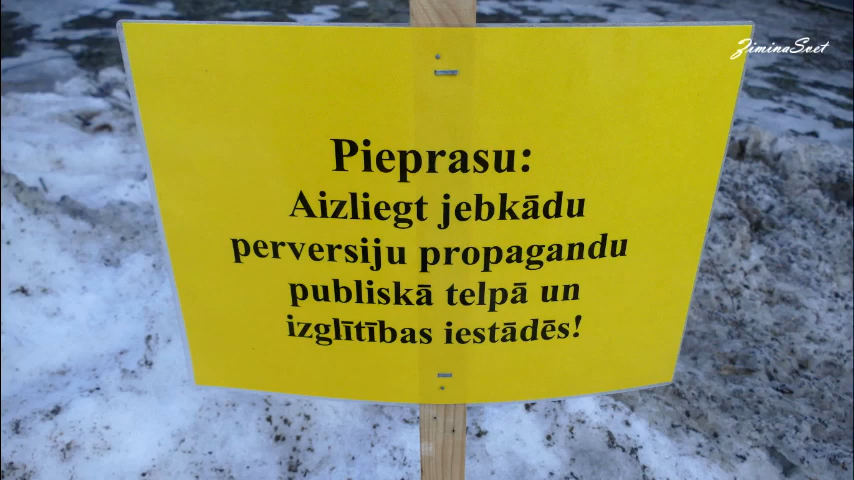 ZiminaSvet
Pieprasu:
Aizliegt jebkādu
perversiju propagandu
publiskā telpā un
izglītības iestādēs!